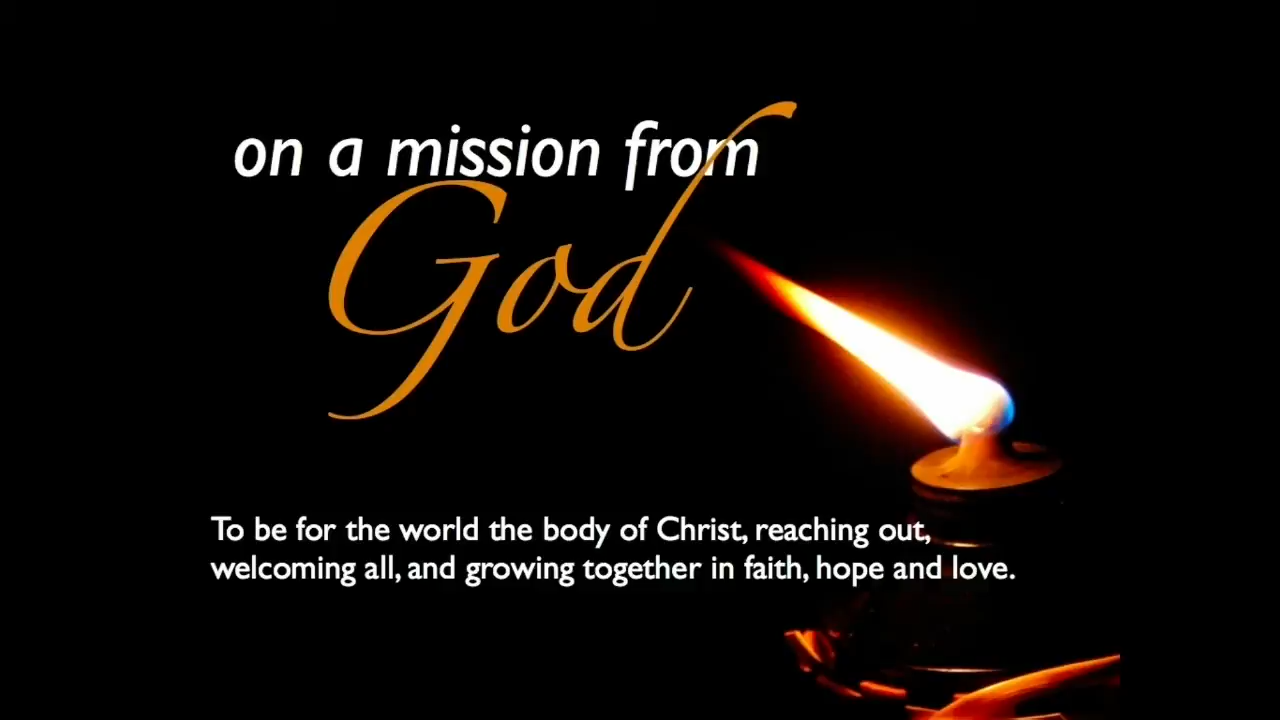 on a mission from
God
To be for the world the body of Christ, reaching out,
welcoming all, and growing together in faith, hope and love.